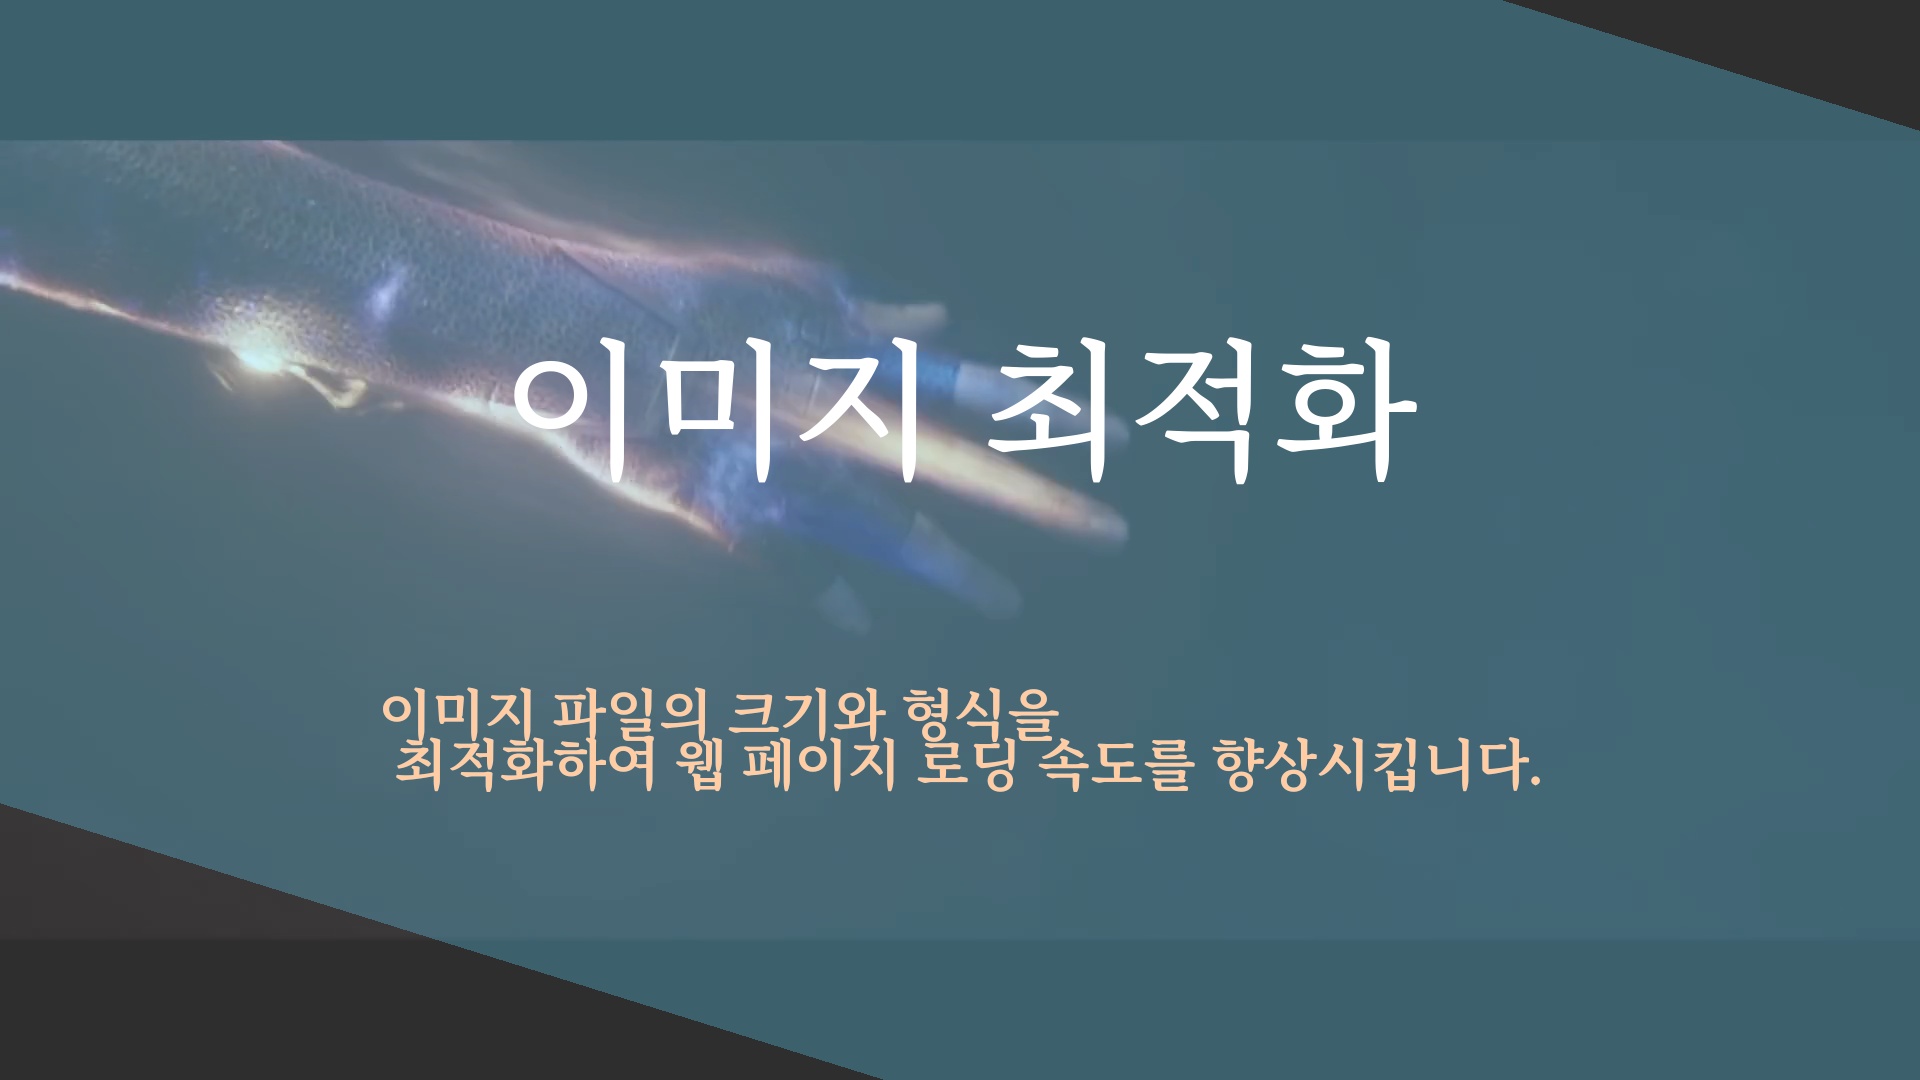 이미지 최적화
이미지 파일의 크기와 형식을
최적화하여 웹 페이지 로딩 속도를 향상시킵니다.